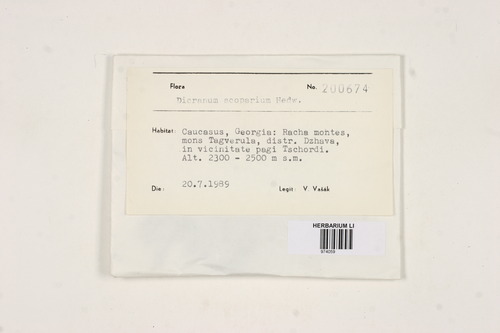 Flora No. 200674
Dicranum scoparium Hedw.
Habitat: Caucasus, Georgia: Racha montes,
mons Tagverula, distr. Dzhava,
in vicinitate pagi Tschordi.
Alt. 2300 - 2500 m s.m.
Die: 20.7.1989 Legit: V. Vašák
HERBARIUM LI